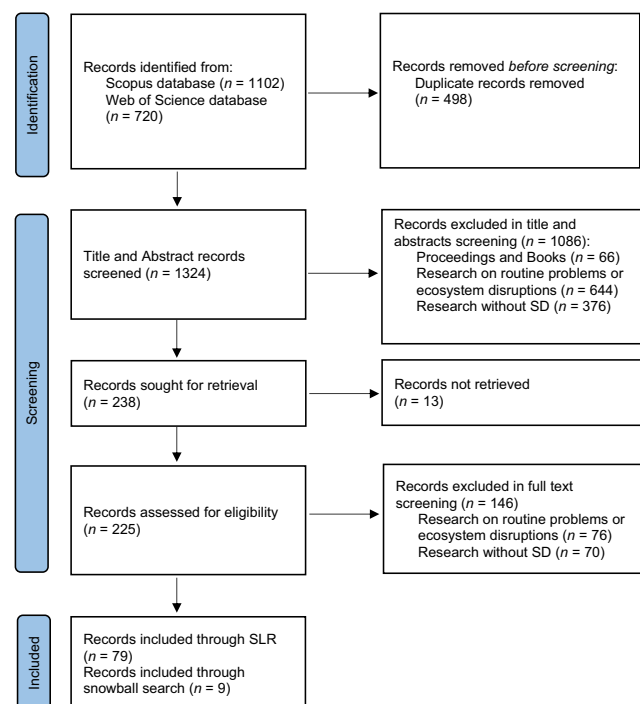 Identification
Records identified from:
Scopus database (n = 1102)
Web of Science database
(n = 720)
Records removed before screening:
Duplicate records removed
(n = 498)
Screening
Title and Abstract records
screened (n = 1324)
Records excluded in title and
abstracts screening (n = 1086):
Proceedings and Books (n = 66)
Research on routine problems or
ecosystem disruptions (n = 644)
Research without SD (n = 376)
Records sought for retrieval
(n = 238)
Records not retrieved
(n = 13)
Records assessed for eligibility
(n = 225)
Records excluded in full text
screening (n = 146)
Research on routine problems or
ecosystem disruptions (n = 76)
Research without SD (n = 70)
Included
Records included through SLR
(n = 79)
Records included through
snowball search (n = 9)